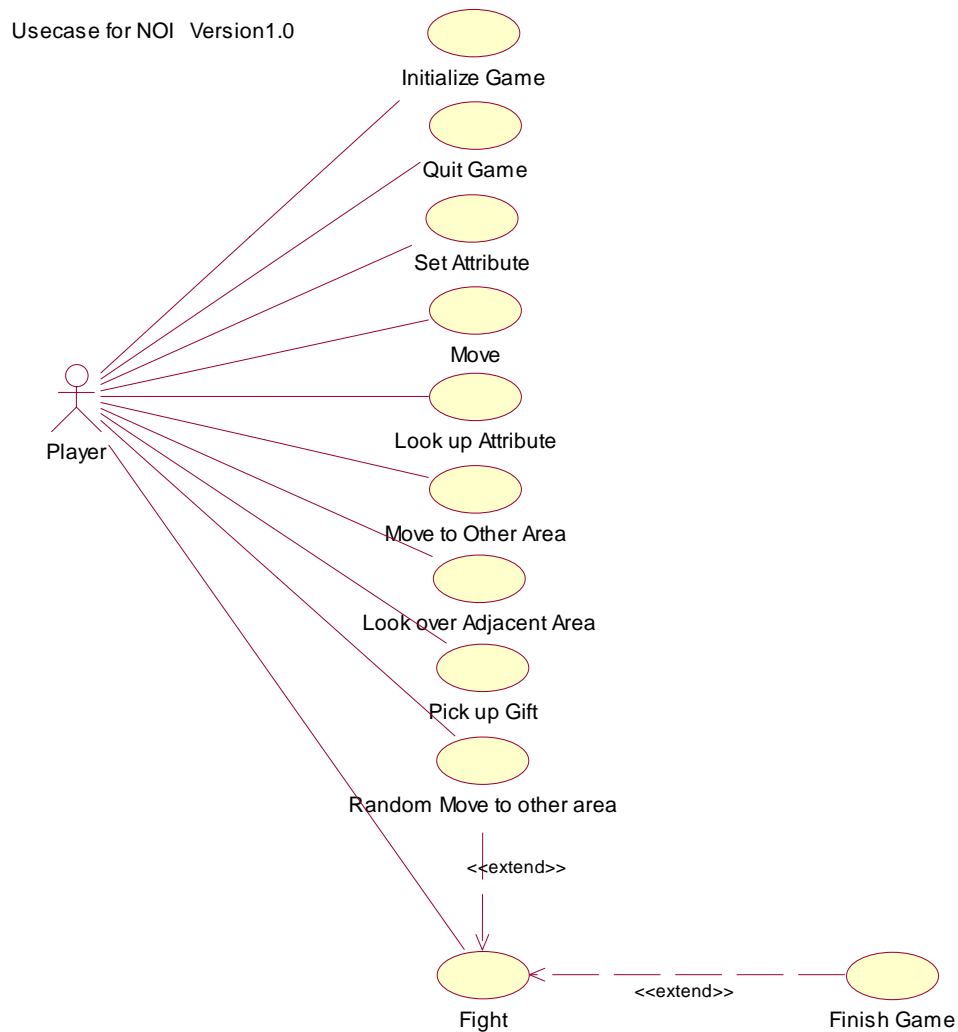 Usecase for NOI Version1.0
Initialize Game
Quit Game
Set Attribute
Move
Look up Attribute
Player
Move to Other Area
Look over Adjacent Area
Pick up Gift
Random Move to other area
<<extend>>
<<extend>>
Fight
Finish Game